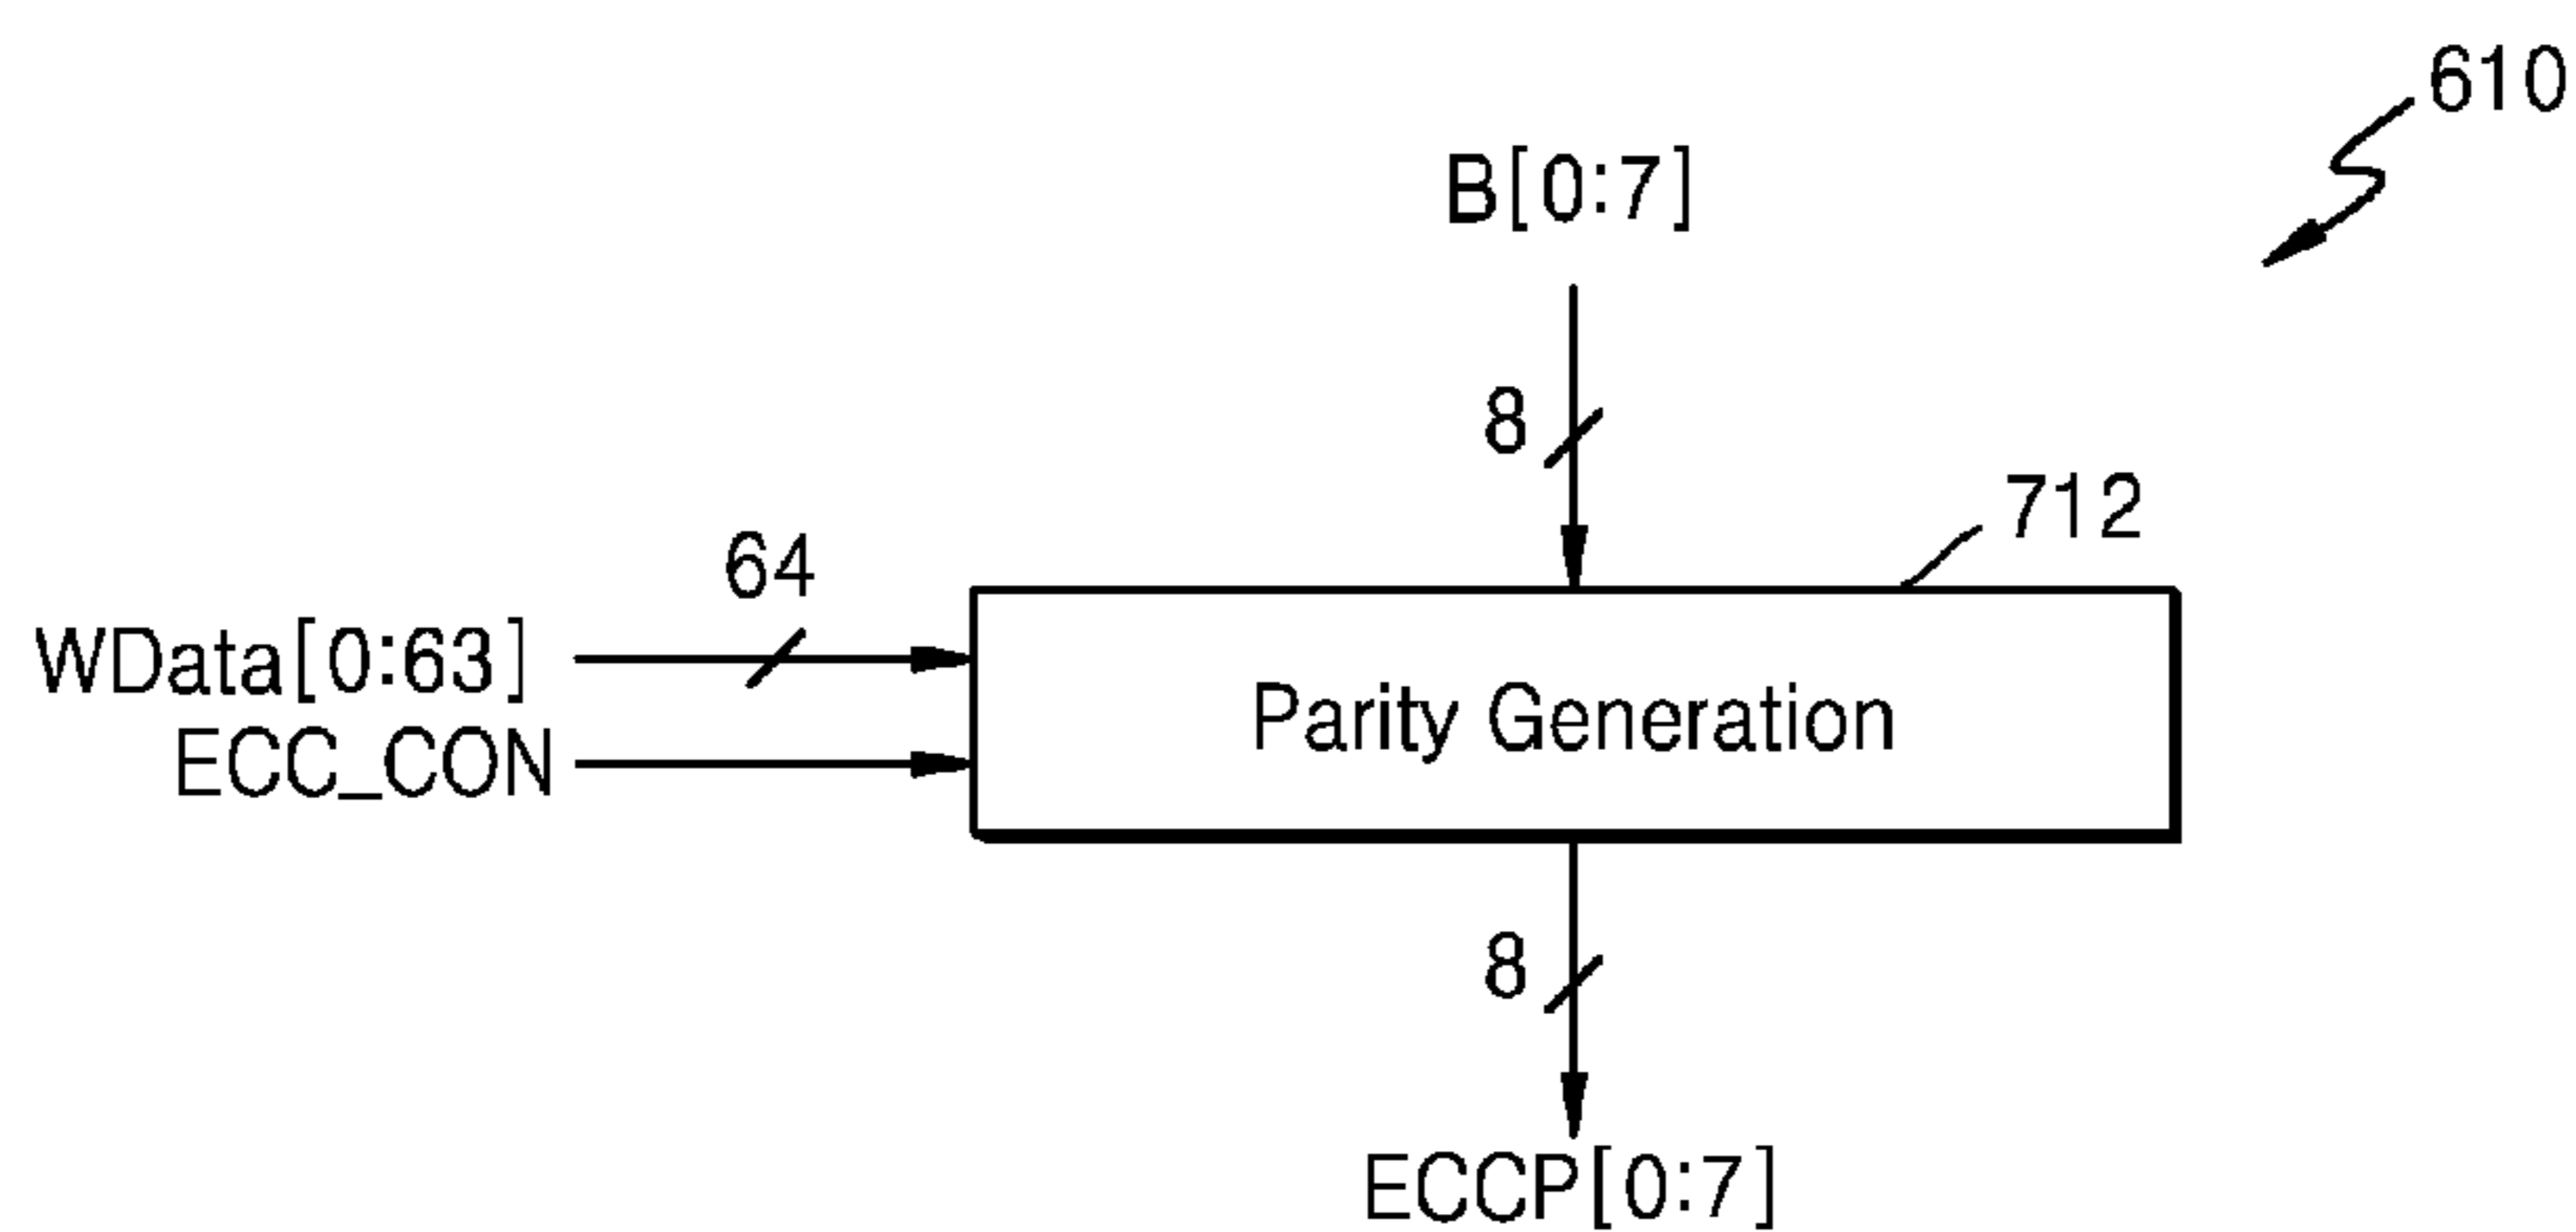 610
B[0:7]
8
712
64
WData[0:63]
Parity Generation
ECC_CON
8
ECCP[0:7]